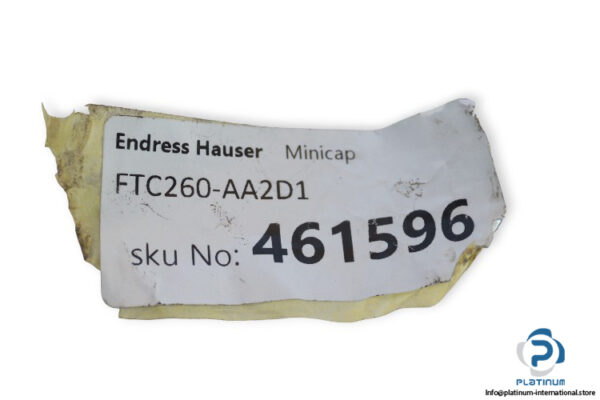 Endress Hauser Minicap
FTC260-AA2D1
sku No: 461596
PLATINUM
Info@platinum-international.store